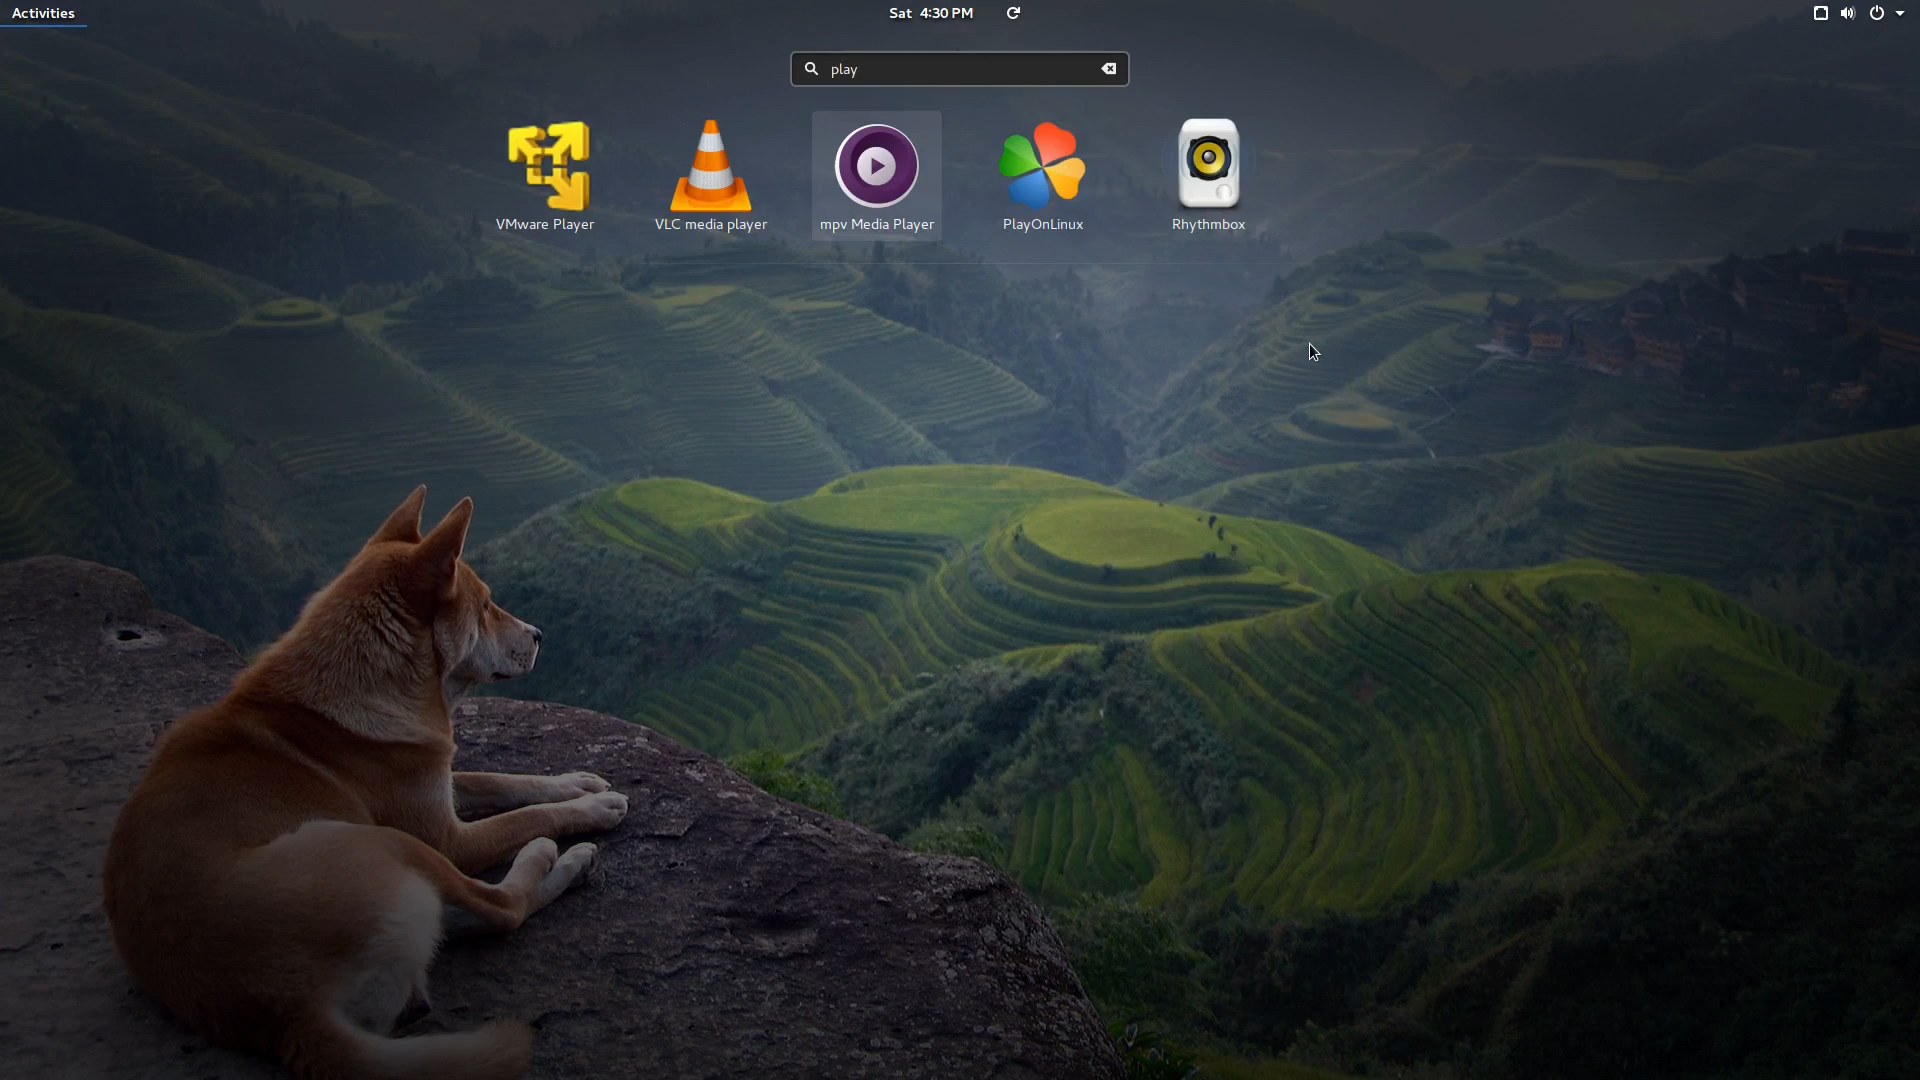 Activities
Sat 4:30 PM
play
VMware Player
VLC media player
mpv Media Player
PlayOnLinux
Rhythmbox